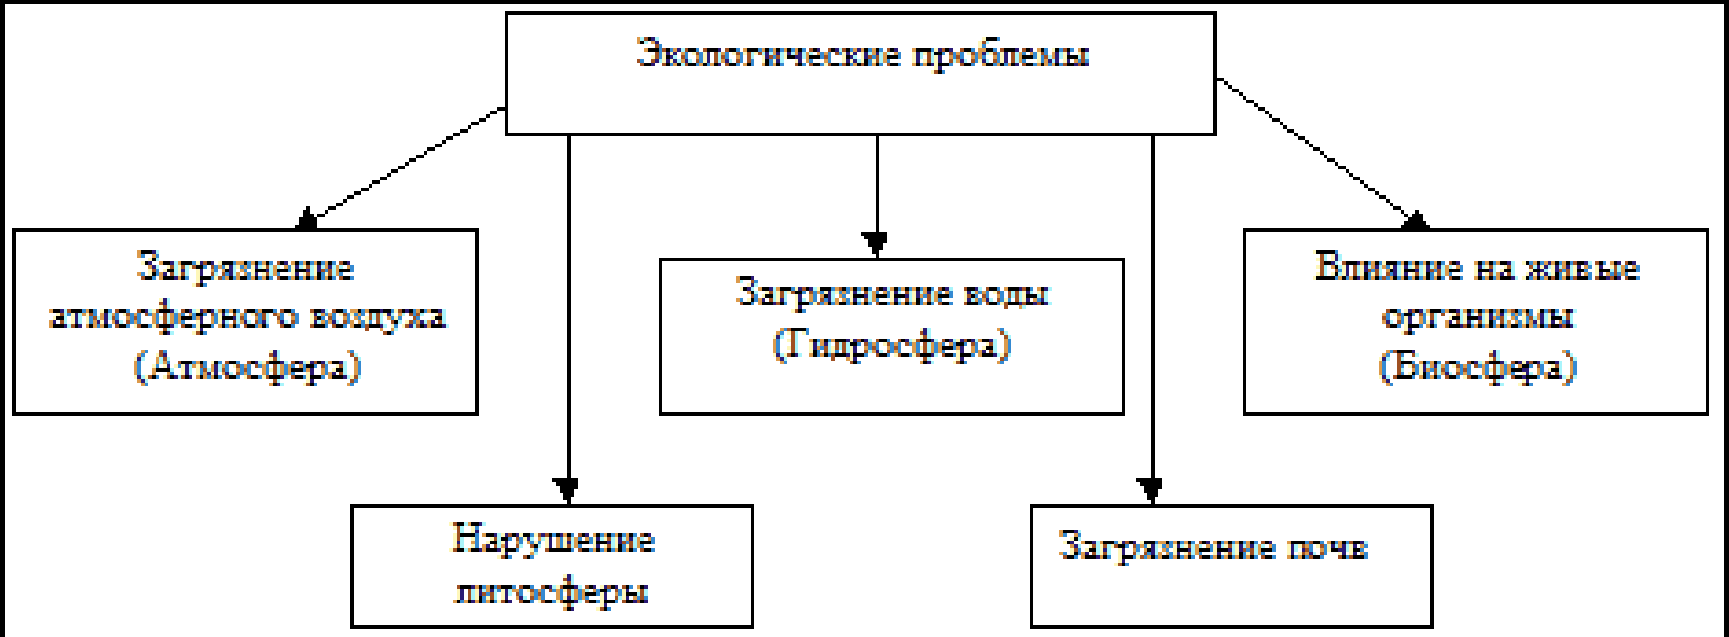 Экологические проблемы
Загрязнение
атмосферного воздуха
(Атмосфера)
Загрязнение воды
(Гидросфера)
Влияние на живые
организмы
(Биосфера)
Нарушение
литосферы
Загрязнение почв